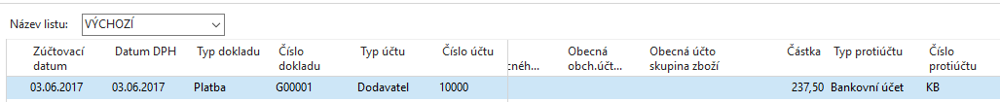 Název listu: VÝCHOZÍ
Zúčtovací datum Datum DPH Typ dokladu Číslo dokladu Typ účtu Číslo účtu cného... Obecná obch.účt... Obecná účto skupina zboží Částka Typ protiúčtu Číslo protiúčtu
03.06.2017 03.06.2017 Platba G00001 Dodavatel 10000 237,50 Bankovní účet KB